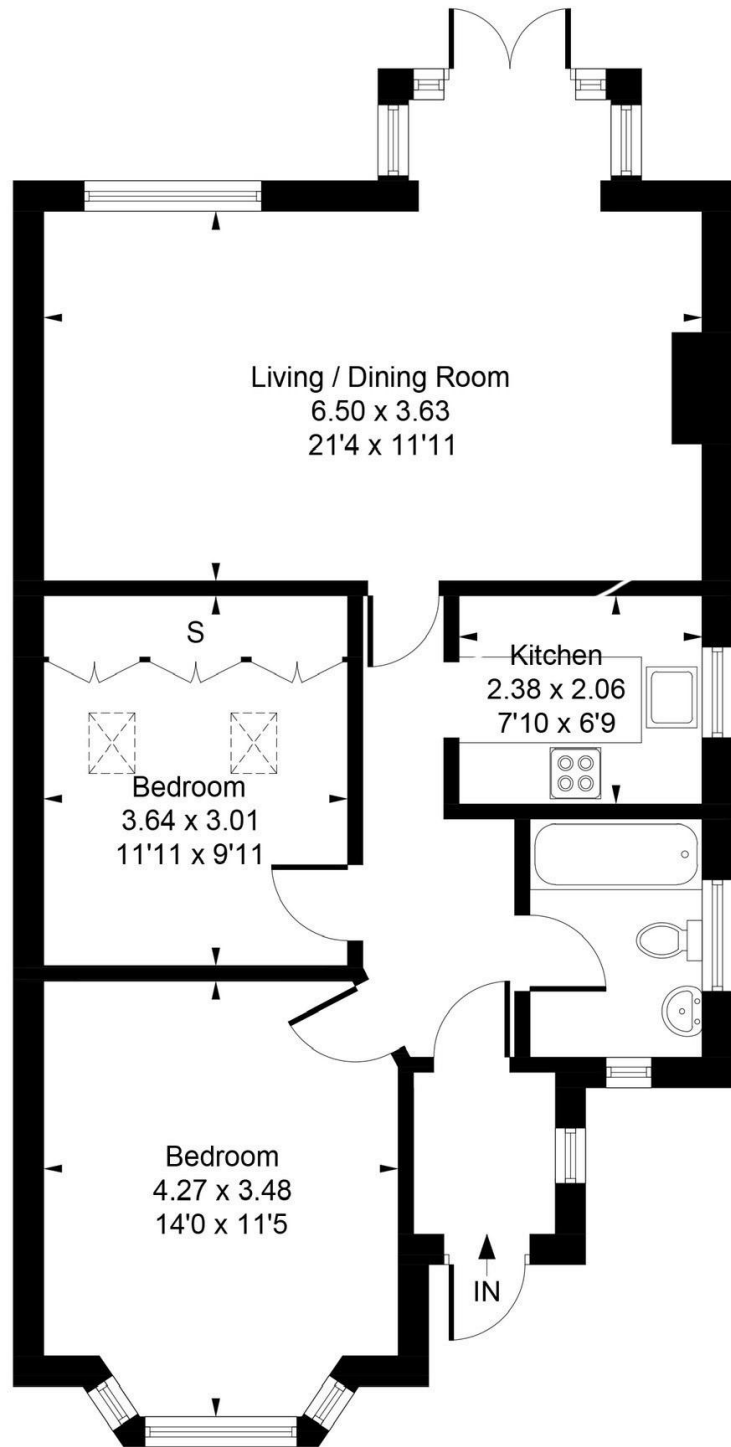 Living / Dining Room
6.50 x 3.63
21'4 x 11'11
S
Kitchen
2.38 x 2.06
7'10 x 6'9
Bedroom
3.64 x 3.01
11'11 x 9'11
Bedroom
4.27 x 3.48
14'0 x 11'5
IN